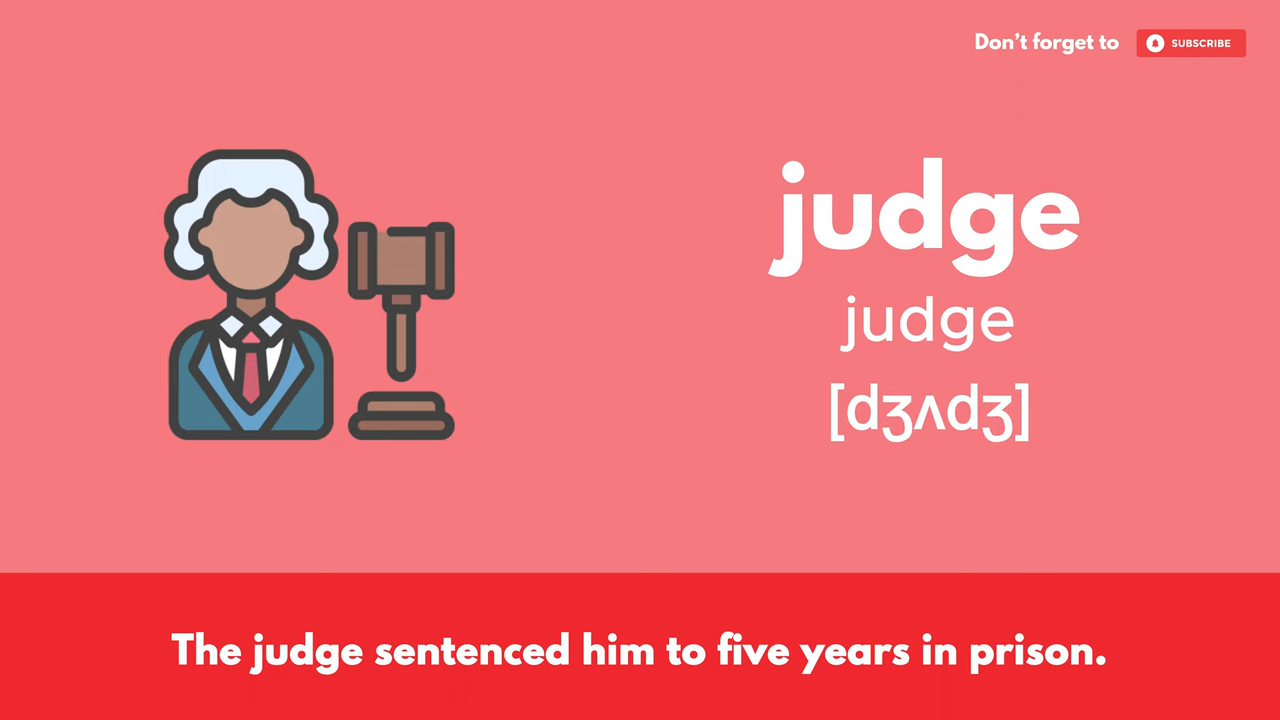 Don't forget to SUBSCRIBE
judge
judge
[dʒʌdʒ]
The judge sentenced him to five years in prison.